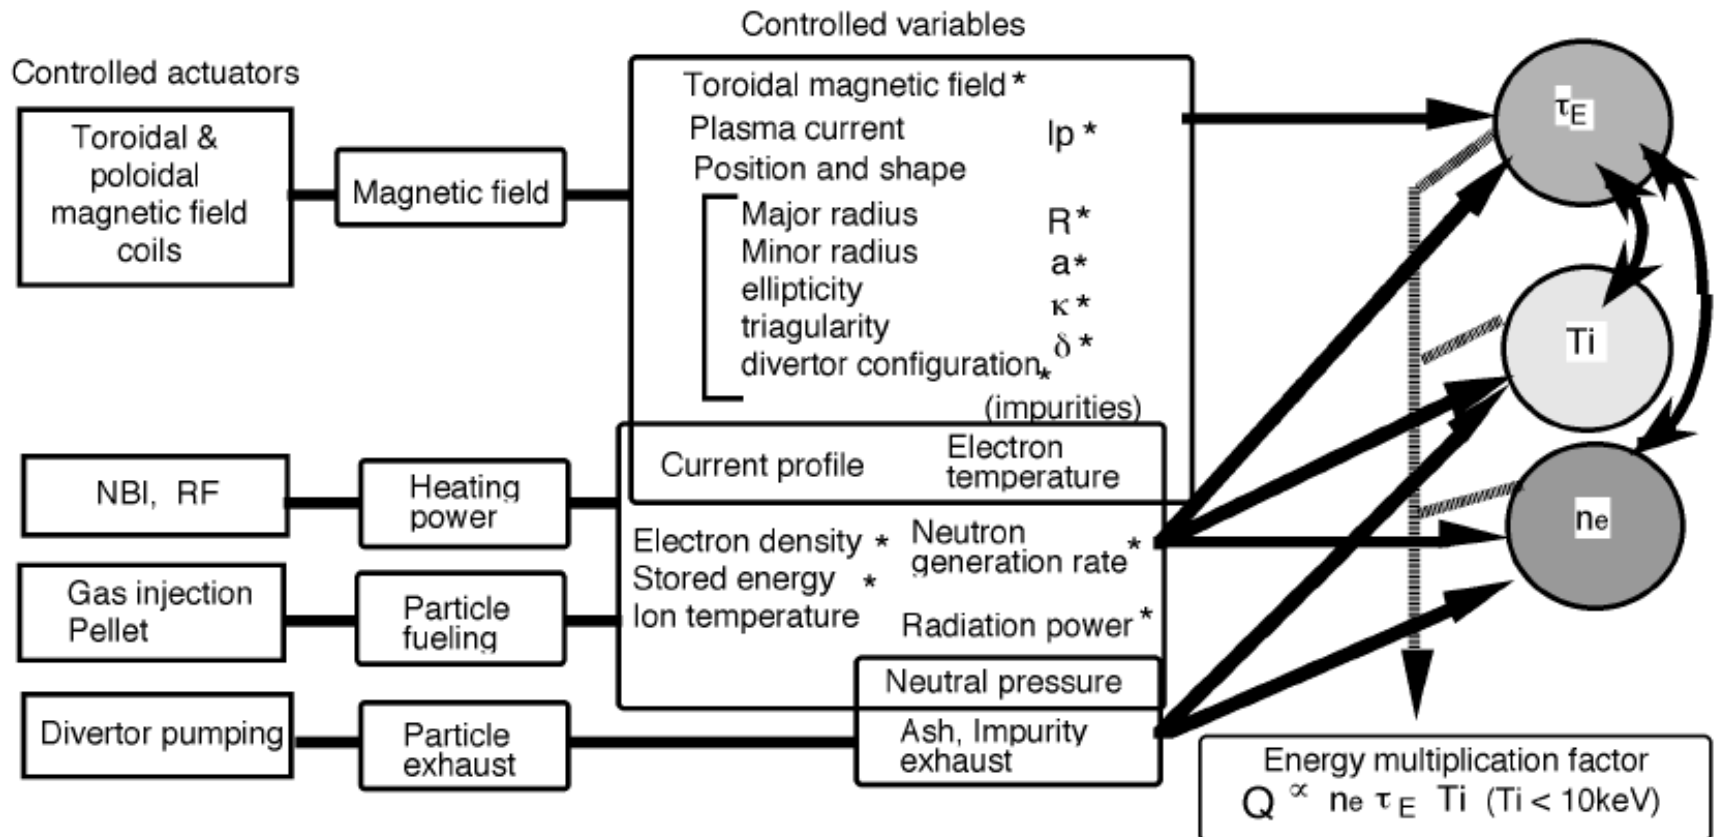 Controlled variables
Controlled actuators
Toroidal &
poloidal
magnetic field
coils
Magnetic field
Toroidal magnetic field *
Plasma current Ip *
Position and shape
Major radius R*
Minor radius a*
ellipticity κ*
triagularity δ*
divertor configuration*
(impurities)
Current profile
Electron
temperature
NBI, RF
Heating
power
Electron density *
Stored energy *
Ion temperature
Neutron
generation rate *
Radiation power *
Gas injection
Pellet
Particle
fueling
Neutral pressure
Divertor pumping
Particle
exhaust
Ash, Impurity
exhaust
τE
Ti
ne
Energy multiplication factor
Q ∝ ne τE Ti (Ti < 10keV)